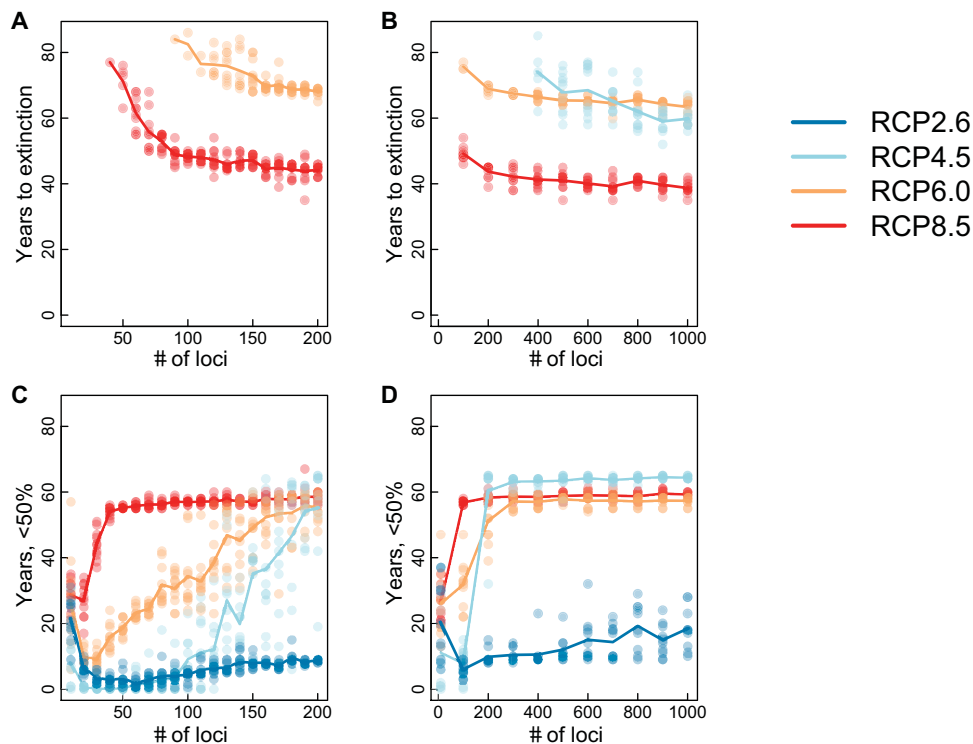 A
Years to extinction
80
60
40
20
0
50 100 150 200
# of loci
B
Years to extinction
80
60
40
20
0
0 200 400 600 800 1000
# of loci
RCP2.6
RCP4.5
RCP6.0
RCP8.5
C
Years, <50%
80
60
40
20
0
50 100 150 200
# of loci
D
Years, <50%
80
60
40
20
0
0 200 400 600 800 1000
# of loci